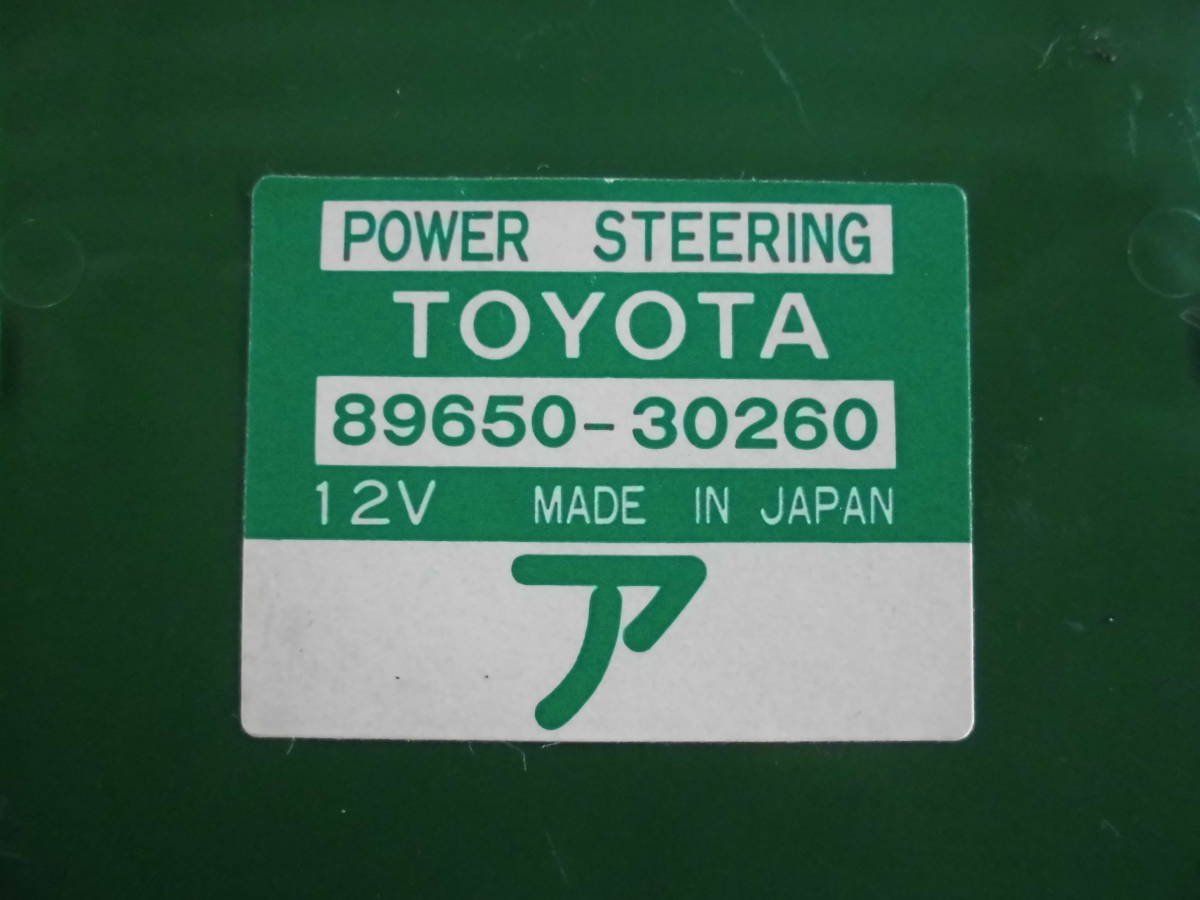 POWER STEERING
TOYOTA
89650-30260
12V MADE IN JAPAN
ア